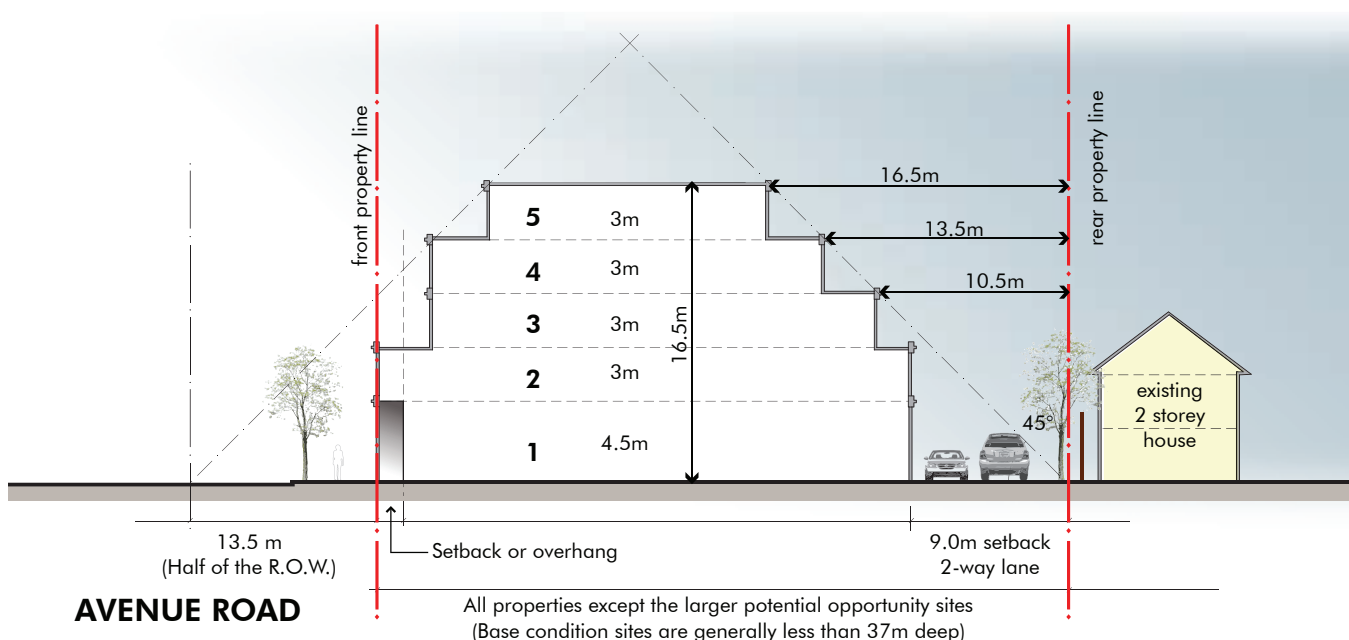 front property line
rear property line
16.5m
5
3m
13.5m
4
3m
10.5m
3
3m
16.5m
2
3m
existing
2 storey
house
45°
1
4.5m
13.5 m
(Half of the R.O.W.)
Setback or overhang
9.0m setback
2-way lane
AVENUE ROAD
All properties except the larger potential opportunity sites
(Base condition sites are generally less than 37m deep)